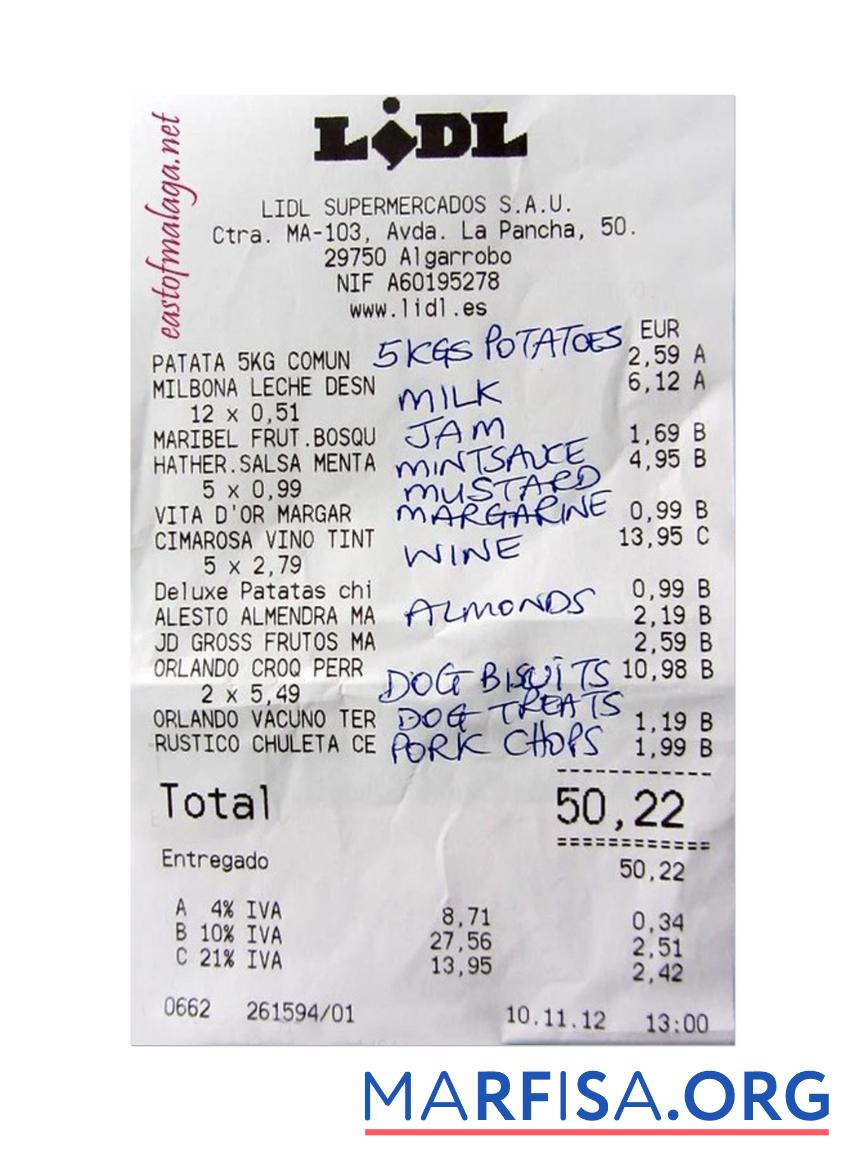 eastofmalaga.net
LIDL
LIDL SUPERMERCADOS S.A.U.
Ctra. MA-103, Avda. La Pancha, 50.
29750 Algarrobo
NIF A60195278
www.lidl.es
EUR
PATATA 5KG COMUN 5KGS POTATOES 2,59 A
MILBONA LECHE DESN MILK 6,12 A
12 x 0,51
MARIBEL FRUT.BOSQU JAM 1,69 B
HATHER.SALSA MENTA MINTSAUCE 4,95 B
5 x 0,99 MUSTARD
VITA D'OR MARGAR MARGARINE 0,99 B
CIMAROSA VINO TINT WINE 13,95 C
5 x 2,79
Deluxe Patatas chi 0,99 B
ALESTO ALMENDRA MA ALMONDS 2,19 B
JD GROSS FRUTOS MA 2,59 B
ORLANDO CROQ PERR DOG BISUITS 10,98 B
2 x 5,49
ORLANDO VACUNO TER DOG TREATS 1,19 B
RUSTICO CHULETA CE PORK CHOPS 1,99 B
Total 50,22
Entregado 50,22
A 4% IVA 8,71 0,34
B 10% IVA 27,56 2,51
C 21% IVA 13,95 2,42
0662 261594/01 10.11.12 13:00
MARFISA.ORG